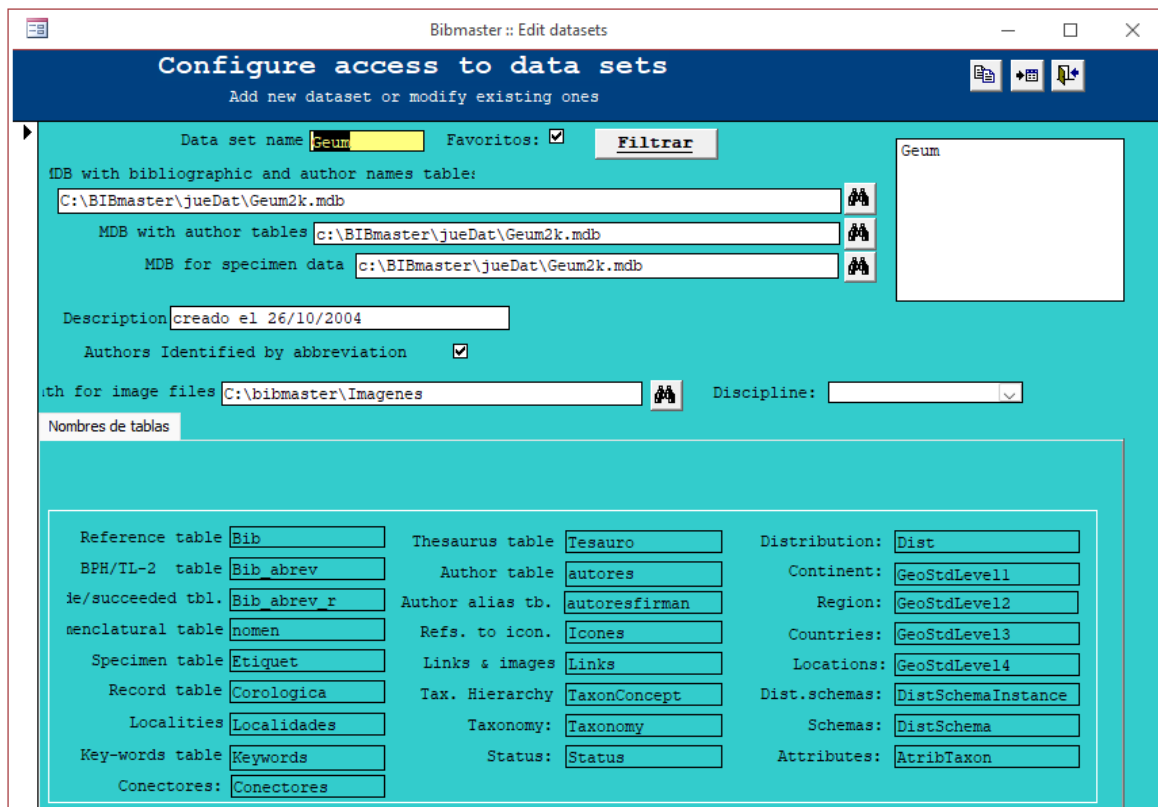 Bibmaster :: Edit datasets
Configure access to data sets
Add new dataset or modify existing ones
Data set name Geum Favoritos: Filtrar
Geum
MDB with bibliographic and author names tables
C:\BIBmaster\jueDat\Geum2k.mdb
MDB with author tables c:\BIBmaster\jueDat\Geum2k.mdb
MDB for specimen data c:\BIBmaster\jueDat\Geum2k.mdb
Description creado el 26/10/2004
Authors Identified by abbreviation
th for image files C:\bibmaster\Imagenes Discipline:
Nombres de tablas
Reference table Bib Thesaurus table Tesauro Distribution: Dist
BPH/TL-2 table Bib_abrev Author table autores Continent: GeoStdLevel1
ie/succeeded tbl. Bib_abrev_r Author alias tb. autoresfirman Region: GeoStdLevel2
menclatural table nomen Refs. to icon. Icones Countries: GeoStdLevel3
Specimen table Etiquet Links & images Links Locations: GeoStdLevel4
Record table Corologica Tax. Hierarchy TaxonConcept Dist.schemas: DistSchemaInstance
Localities Localidades Taxonomy: Taxonomy Schemas: DistSchema
Key-words table Keywords Status: Status Attributes: AtribTaxon
Conectores: Conectores